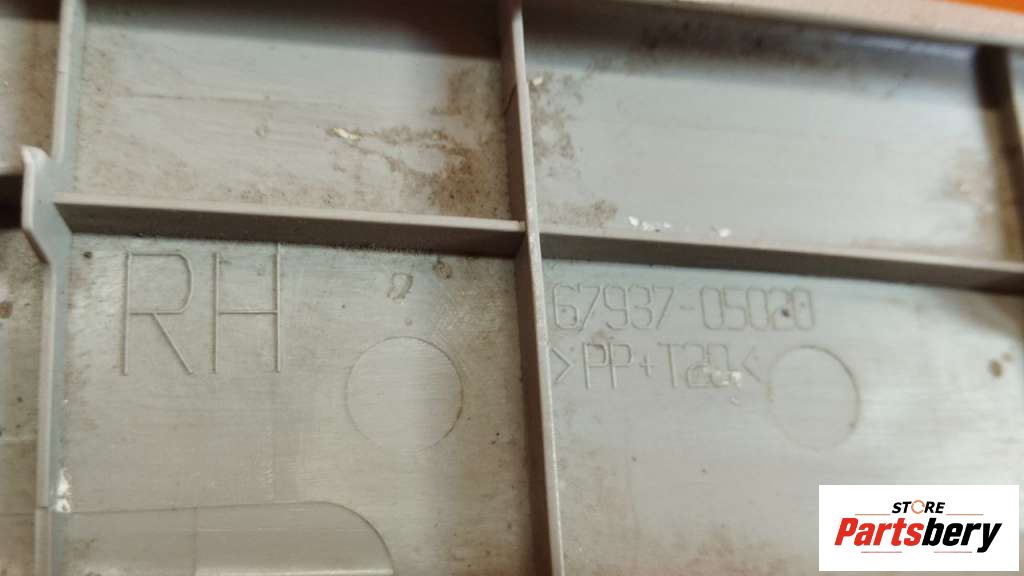 RH
67937-05020
>PP+T20<
STORE
Partsbery